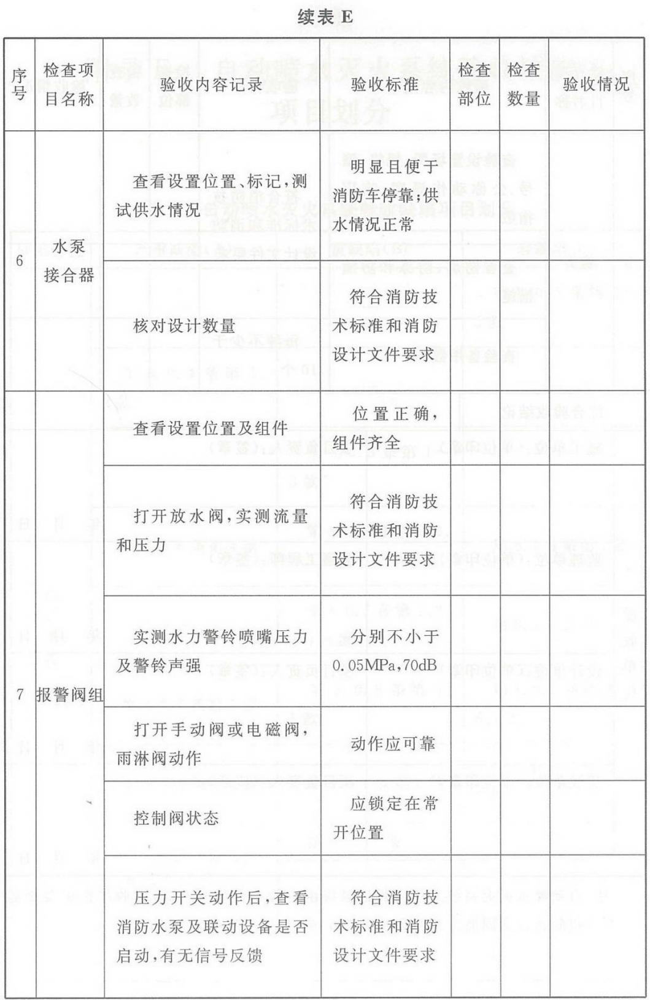 续表 E
序号
检查项
目名称
验收内容记录
验收标准
检查
部位
检查
数量
验收情况
6
水泵
接合器
查看设置位置、标记,测
试供水情况
明显且便于
消防车停靠;供
水情况正常
核对设计数量
符合消防技
术标准和消防
设计文件要求
7
报警阀组
查看设置位置及组件
位置正确,
组件齐全
打开放水阀,实测流量
和压力
符合消防技
术标准和消防
设计文件要求
实测水力警铃喷嘴压力
及警铃声强
分别不小于
0.05MPa,70dB
打开手动阀或电磁阀,
雨淋阀动作
动作应可靠
控制阀状态
应锁定在常
开位置
压力开关动作后,查看
消防水泵及联动设备是否
启动,有无信号反馈
符合消防技
术标准和消防
设计文件要求